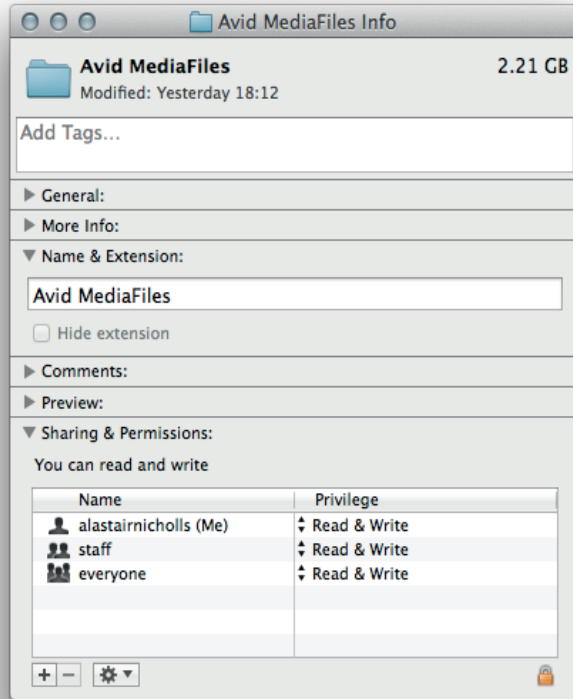 Avid MediaFiles Info
Avid MediaFiles 2.21 GB
Modified: Yesterday 18:12
Add Tags...
General:
More Info:
Name & Extension:
Avid MediaFiles
Hide extension
Comments:
Preview:
Sharing & Permissions:
You can read and write
Name Privilege
alastairnicholls (Me) Read & Write
staff Read & Write
everyone Read & Write